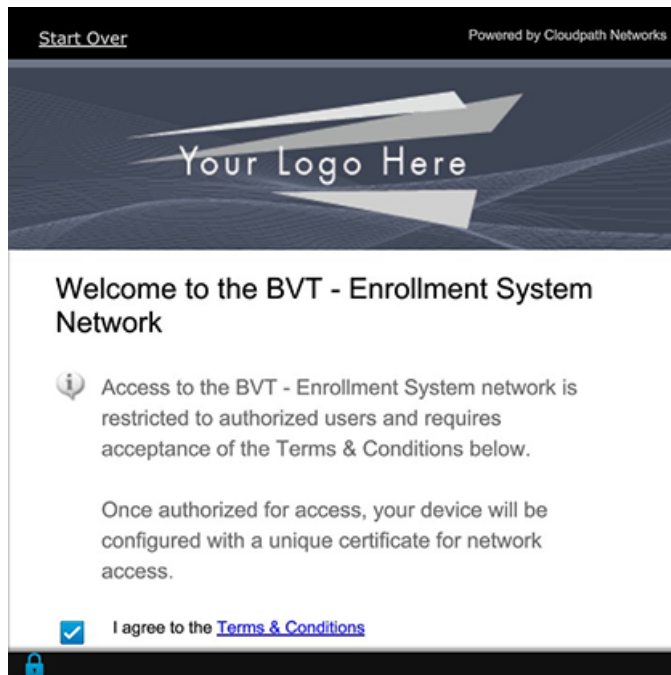 Start Over
Powered by Cloudpath Networks
Your Logo Here
Welcome to the BVT - Enrollment System
Network
Access to the BVT - Enrollment System network is
restricted to authorized users and requires
acceptance of the Terms & Conditions below.
Once authorized for access, your device will be
configured with a unique certificate for network
access.
I agree to the Terms & Conditions